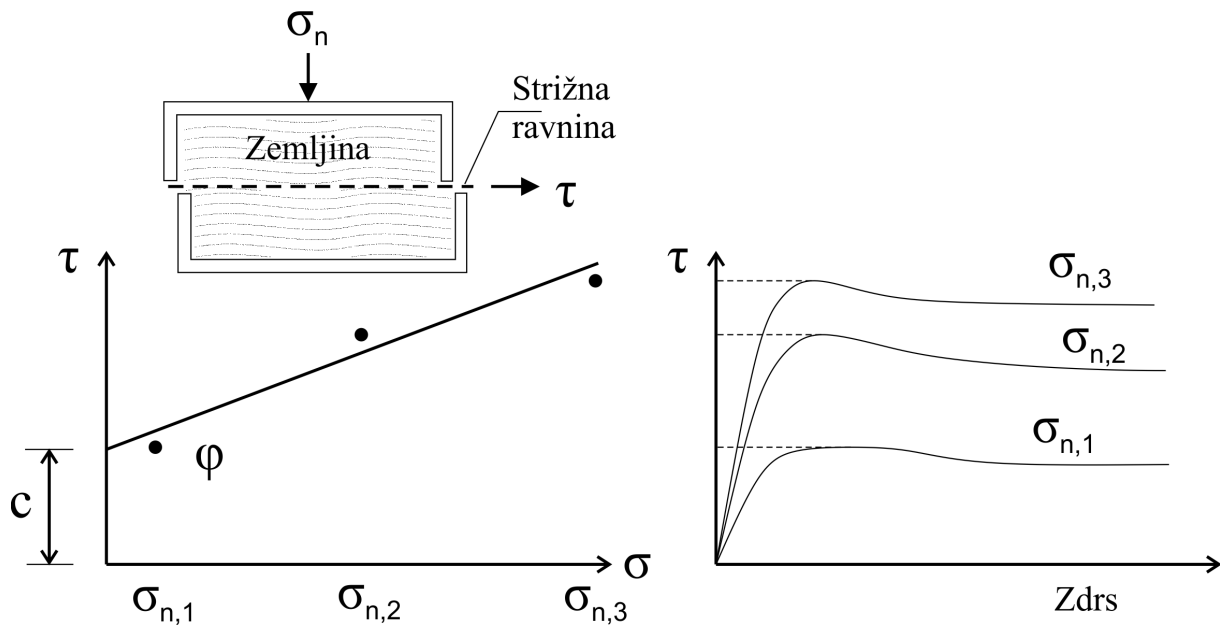 σn
Strižna
ravnina
Zemljina
τ
τ
φ
c
σ
σn,1
σn,2
σn,3
τ
σn,3
σn,2
σn,1
Zdrs